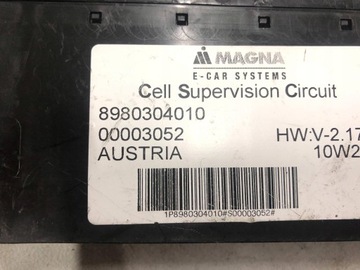 MAGNA
E-CAR SYSTEMS
Cell Supervision Circuit
8980304010
00003052 HW:V-2.17
AUSTRIA 10W2
1P8980304010#S00003052#